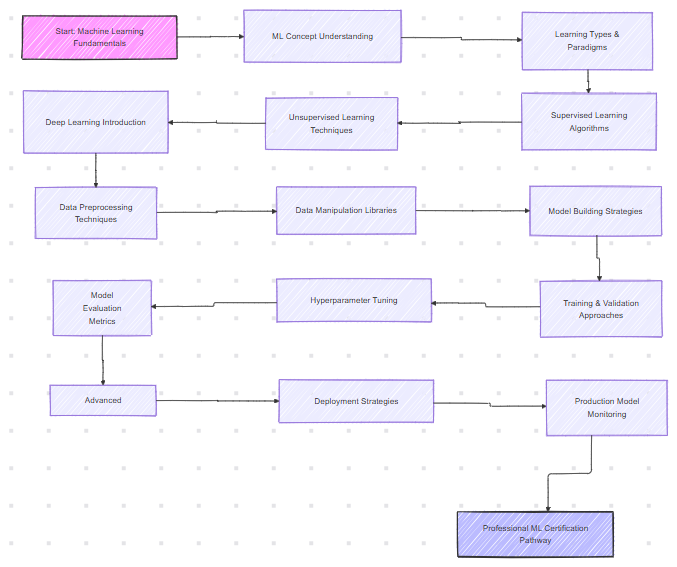 Start: Machine Learning
Fundamentals
ML Concept Understanding
Learning Types &
Paradigms
Supervised Learning
Algorithms
Unsupervised Learning
Techniques
Deep Learning Introduction
Data Preprocessing
Techniques
Data Manipulation Libraries
Model Building Strategies
Training & Validation
Approaches
Hyperparameter Tuning
Model
Evaluation
Metrics
Advanced
Deployment Strategies
Production Model
Monitoring
Professional ML Certification
Pathway